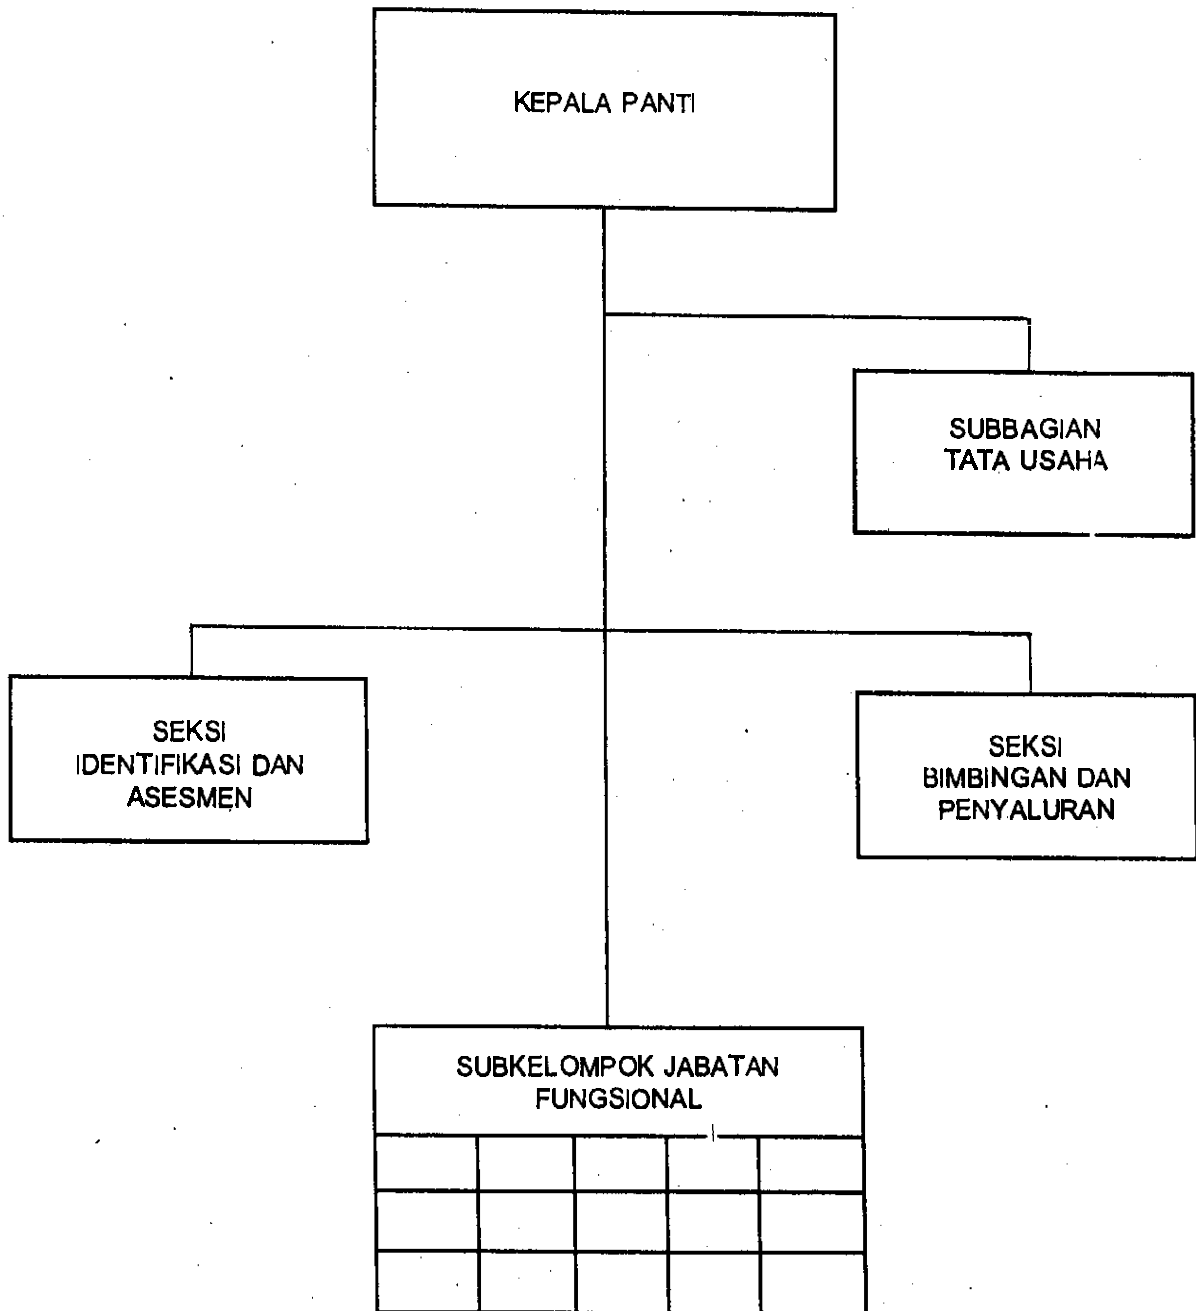 KEPALA PANTI
SUBBAGIAN
TATA USAHA
SEKSI
IDENTIFIKASI DAN
ASESMEN
SEKSI
BIMBINGAN DAN
PENYALURAN
SUBKELOMPOK JABATAN
FUNGSIONAL